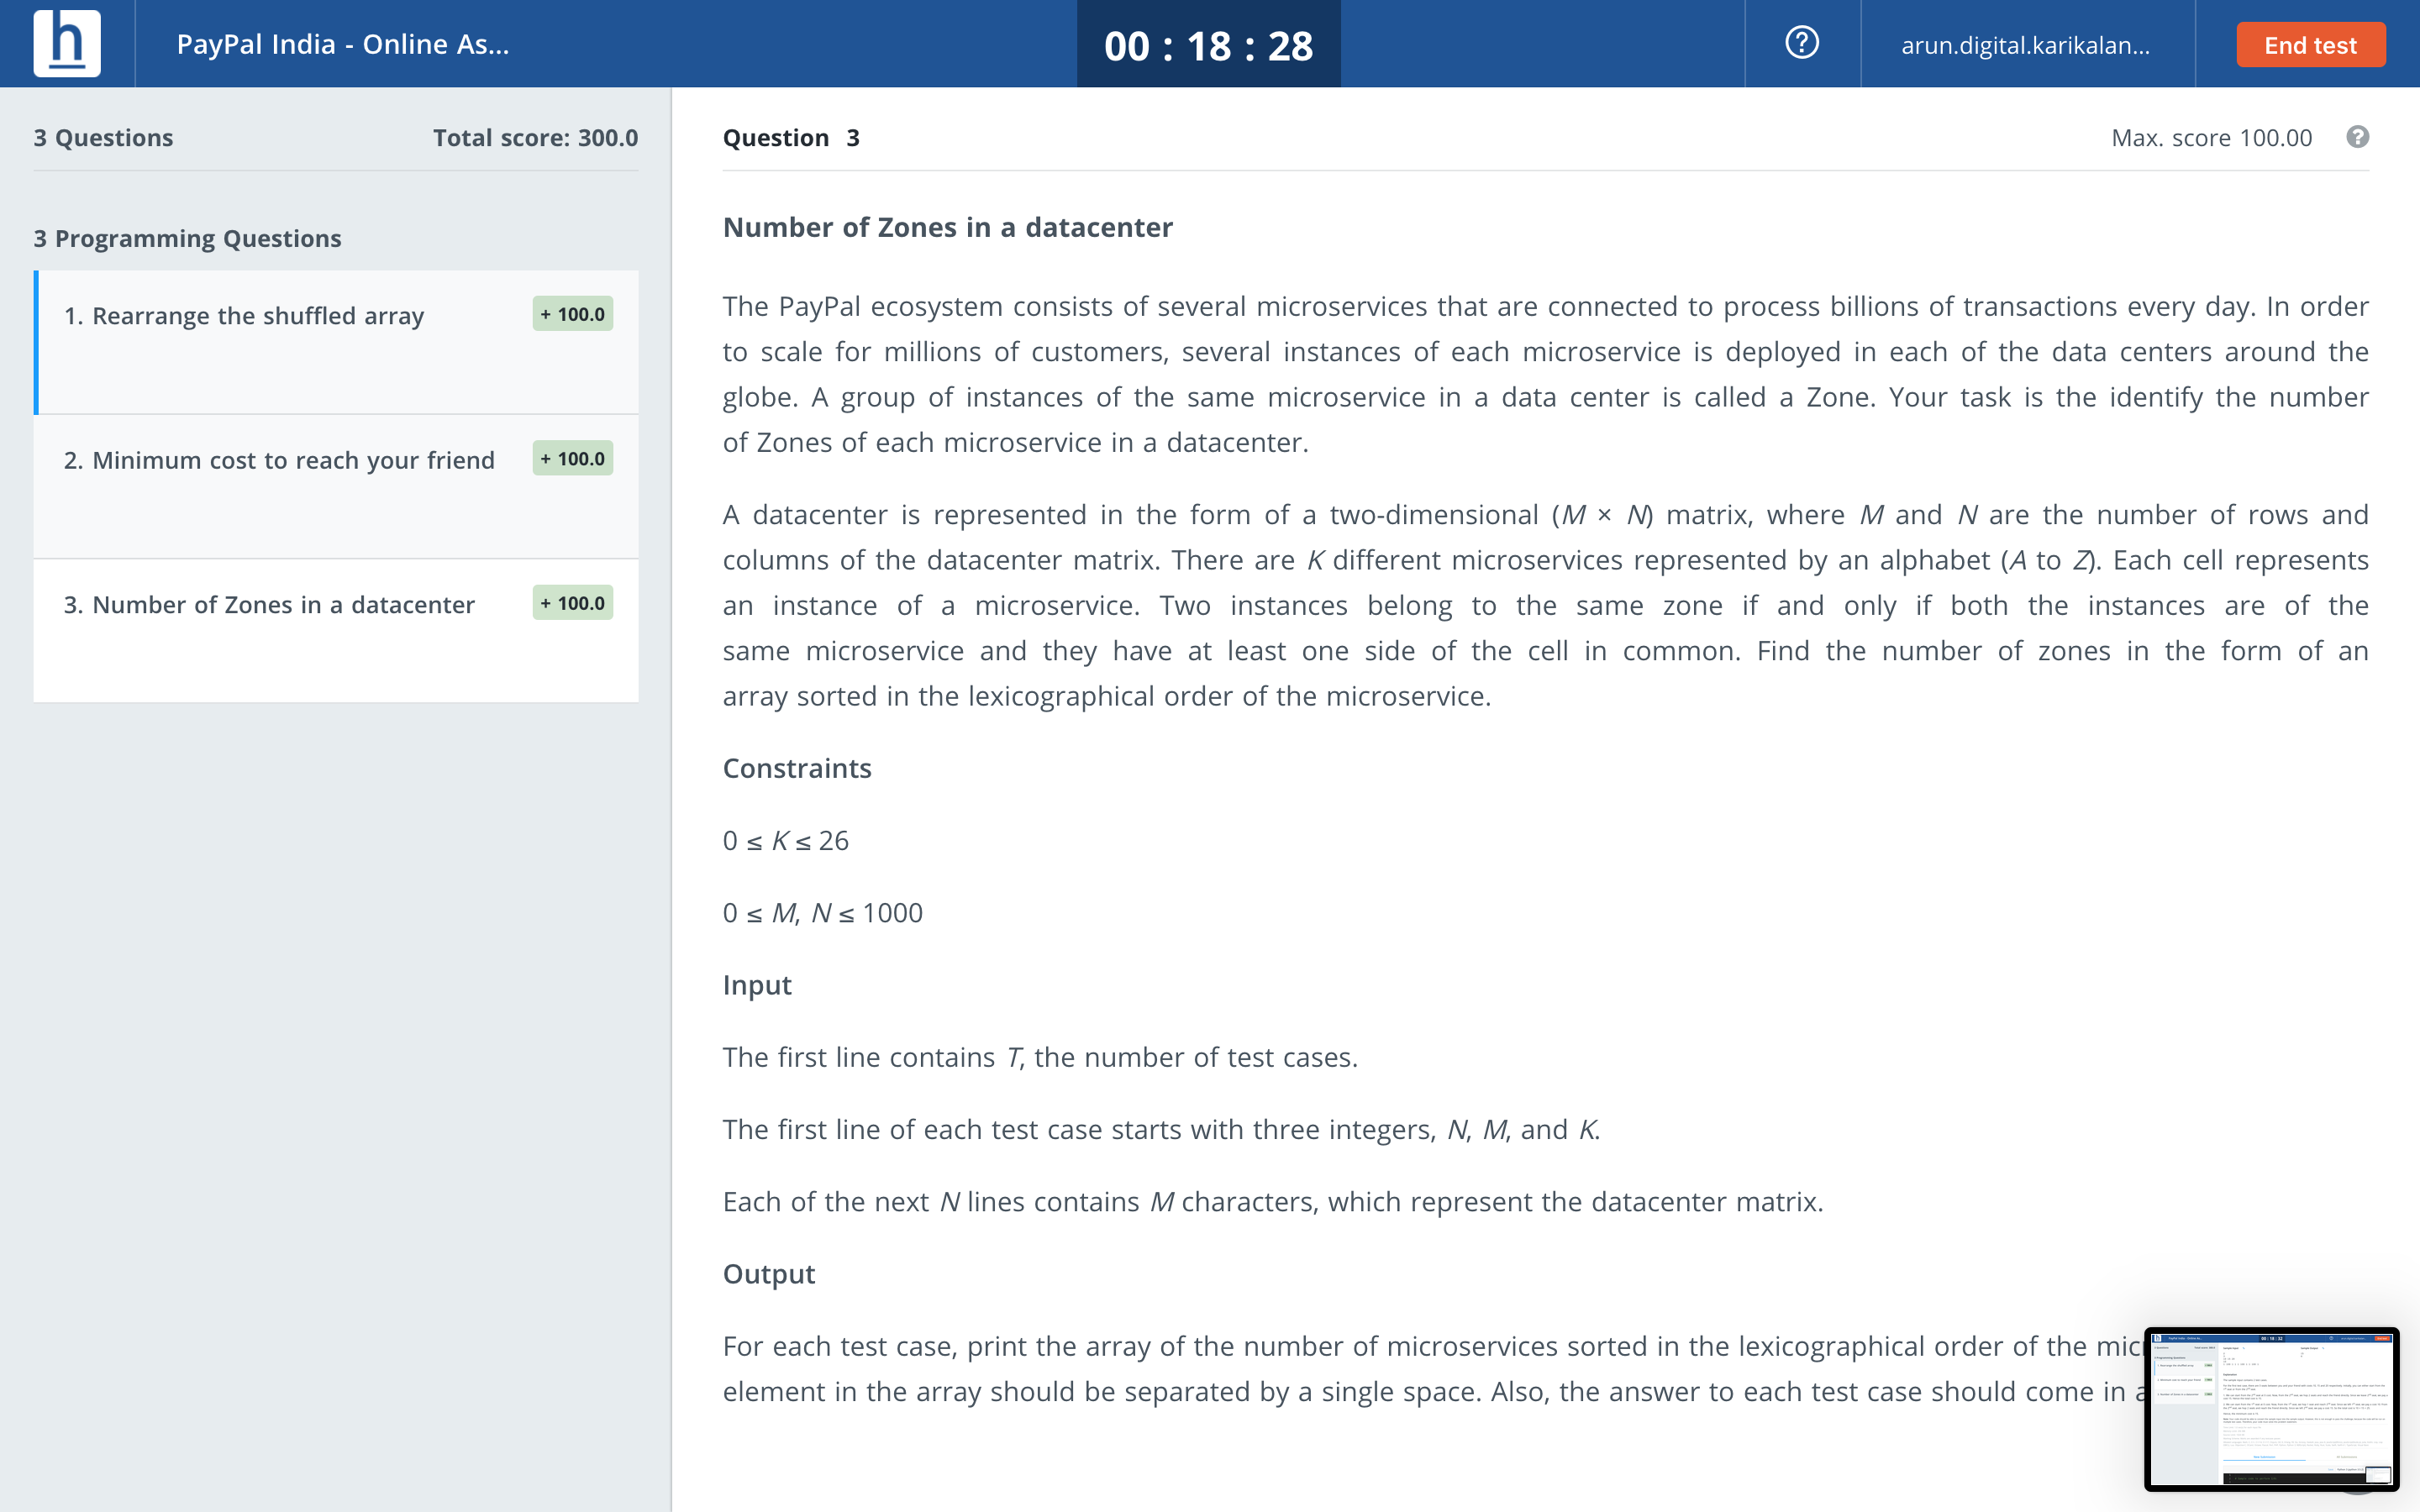 h
PayPal India - Online As...
00 : 18 : 28
arun.digital.karikalan...
End test
3 Questions
Total score: 300.0
3 Programming Questions
1. Rearrange the shuffled array
+ 100.0
2. Minimum cost to reach your friend
+ 100.0
3. Number of Zones in a datacenter
+ 100.0
Question 3
Max. score 100.00
Number of Zones in a datacenter
The PayPal ecosystem consists of several microservices that are connected to process billions of transactions every day. In order
to scale for millions of customers, several instances of each microservice is deployed in each of the data centers around the
globe. A group of instances of the same microservice in a data center is called a Zone. Your task is the identify the number
of Zones of each microservice in a datacenter.
A datacenter is represented in the form of a two-dimensional (M × N) matrix, where M and N are the number of rows and
columns of the datacenter matrix. There are K different microservices represented by an alphabet (A to Z). Each cell represents
an instance of a microservice. Two instances belong to the same zone if and only if both the instances are of the
same microservice and they have at least one side of the cell in common. Find the number of zones in the form of an
array sorted in the lexicographical order of the microservice.
Constraints
0 ≤ K ≤ 26
0 ≤ M, N ≤ 1000
Input
The first line contains T, the number of test cases.
The first line of each test case starts with three integers, N, M, and K.
Each of the next N lines contains M characters, which represent the datacenter matrix.
Output
For each test case, print the array of the number of microservices sorted in the lexicographical order of the mic
element in the array should be separated by a single space. Also, the answer to each test case should come in a